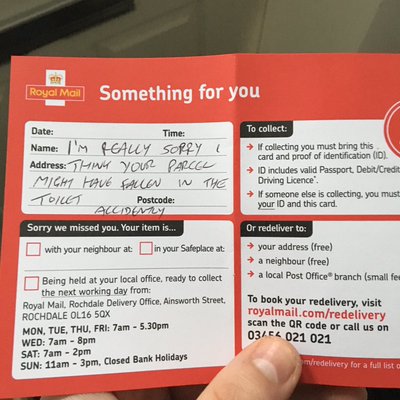 Royal Mail
Something for you
Date: Time:
Name: I'M REALLY SORRY I
Address: THINK YOUR PARCEL
MIGHT HAVE FALLEN IN THE
TOILET Postcode:
ACCIDENTLY
Sorry we missed you. Your item is...
with your neighbour at: in your Safeplace at:
Being held at your local office, ready to collect
the next working day from:
Royal Mail, Rochdale Delivery Office, Ainsworth Street,
ROCHDALE OL16 5QX
MON, TUE, THU, FRI: 7am - 5.30pm
WED: 7am - 8pm
SAT: 7am - 2pm
SUN: 11am - 3pm, Closed Bank Holidays
To collect:
→ If collecting you must bring this
card and proof of identification (ID).
→ ID includes valid Passport, Debit/Credit
Driving Licence*.
→ If someone else is collecting, you must
your ID and this card.
Or redeliver to:
→ your address (free)
→ a neighbour (free)
→ a local Post Office® branch (small fee
To book your redelivery, visit
royalmail.com/redelivery
scan the QR code or call us on
03456 021 021
com/redelivery for a full list o